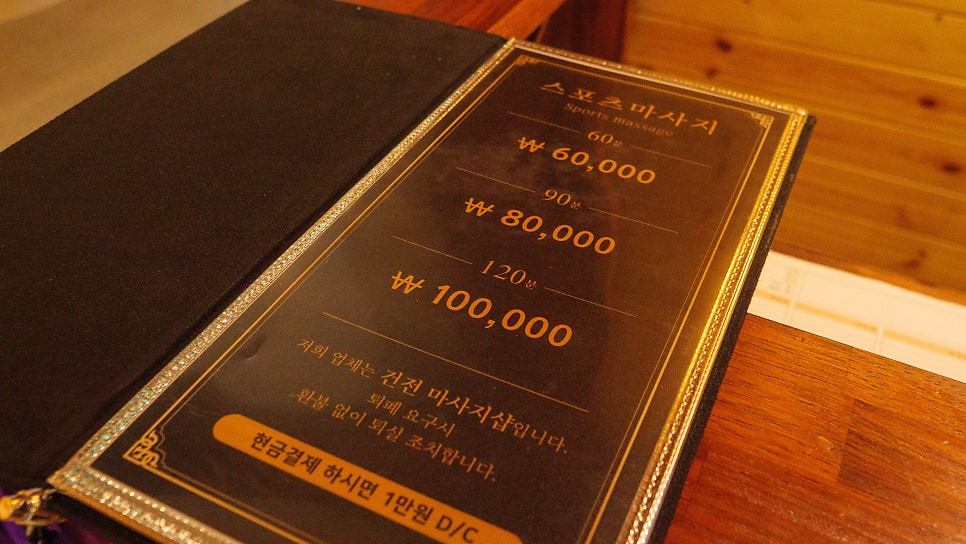 스포츠마사지
Sports massage
60분
₩ 60,000
90분
₩ 80,000
120분
₩ 100,000
저희 업체는 건전 마사지샵입니다.
퇴폐 요구시
환불 없이 퇴실 조치합니다.
현금결제 하시면 1만원 D/C